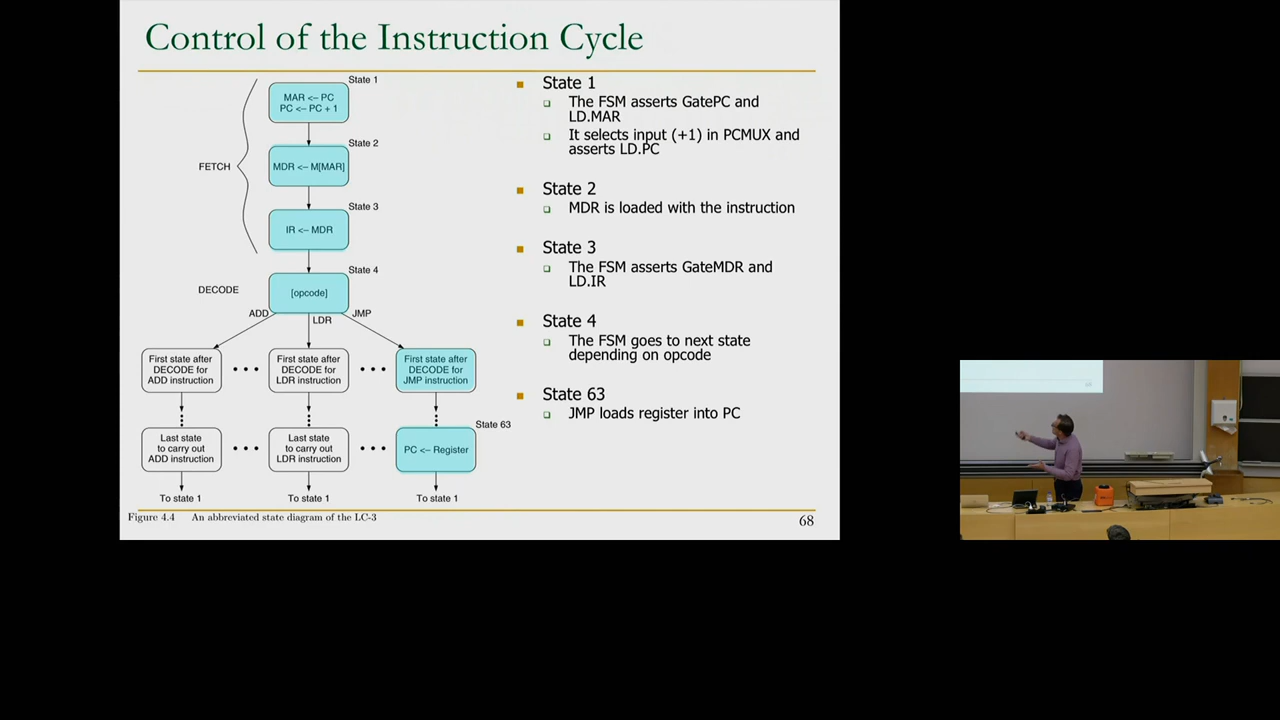 Control of the Instruction Cycle
State 1
MAR <– PC
PC <– PC + 1
State 2
FETCH
MDR <– M[MAR]
State 3
IR <– MDR
State 4
DECODE
[opcode]
ADD
LDR
JMP
First state after
DECODE for
ADD instruction
• • •
First state after
DECODE for
LDR instruction
• • •
First state after
DECODE for
JMP instruction
State 63
Last state
to carry out
ADD instruction
• • •
Last state
to carry out
LDR instruction
• • •
PC <– Register
To state 1
To state 1
To state 1
Figure 4.4 An abbreviated state diagram of the LC-3
State 1
The FSM asserts GatePC and
LD.MAR
It selects input (+1) in PCMUX and
asserts LD.PC
State 2
MDR is loaded with the instruction
State 3
The FSM asserts GateMDR and
LD.IR
State 4
The FSM goes to next state
depending on opcode
State 63
JMP loads register into PC
68